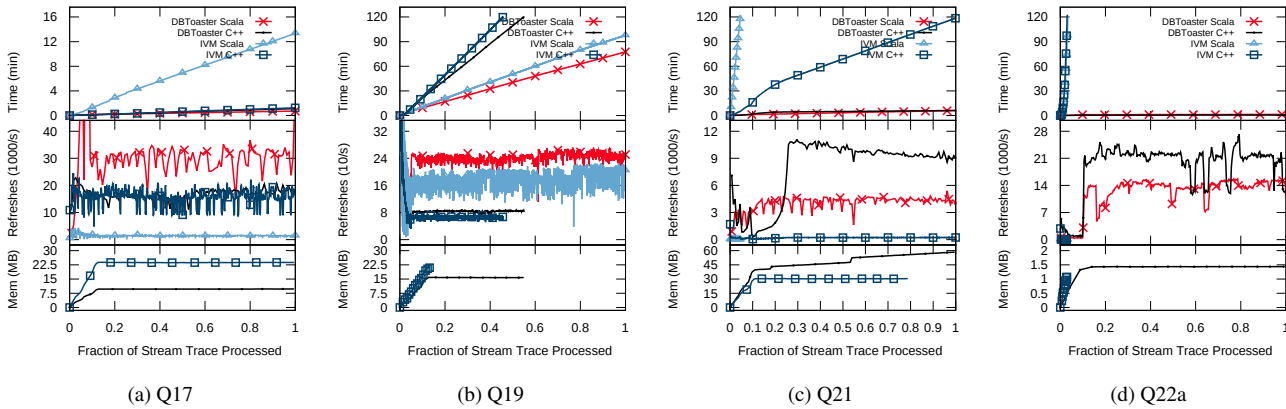 DBToaster Scala
DBToaster C++
IVM Scala
IVM C++
Time (min)
16
12
8
4
0
Refreshes (1000/s)
40
30
20
10
0
Mem (MB)
30
22.5
15
7.5
0
0 0.2 0.4 0.6 0.8 1
Fraction of Stream Trace Processed
(a) Q17
DBToaster Scala
DBToaster C++
IVM Scala
IVM C++
Time (min)
120
90
60
30
0
Refreshes (10/s)
32
24
16
8
0
Mem (MB)
30
22.5
15
7.5
0
0 0.2 0.4 0.6 0.8 1
Fraction of Stream Trace Processed
(b) Q19
DBToaster Scala
DBToaster C++
IVM Scala
IVM C++
Time (min)
120
90
60
30
0
Refreshes (1000/s)
12
9
6
3
0
Mem (MB)
60
45
30
15
0
0 0.1 0.2 0.3 0.4 0.5 0.6 0.7 0.8 0.9 1
Fraction of Stream Trace Processed
(c) Q21
DBToaster Scala
DBToaster C++
IVM Scala
IVM C++
Time (min)
120
90
60
30
0
Refreshes (1000/s)
28
21
14
7
0
Mem (MB)
2
1.5
1
0.5
0
0 0.2 0.4 0.6 0.8 1
Fraction of Stream Trace Processed
(d) Q22a